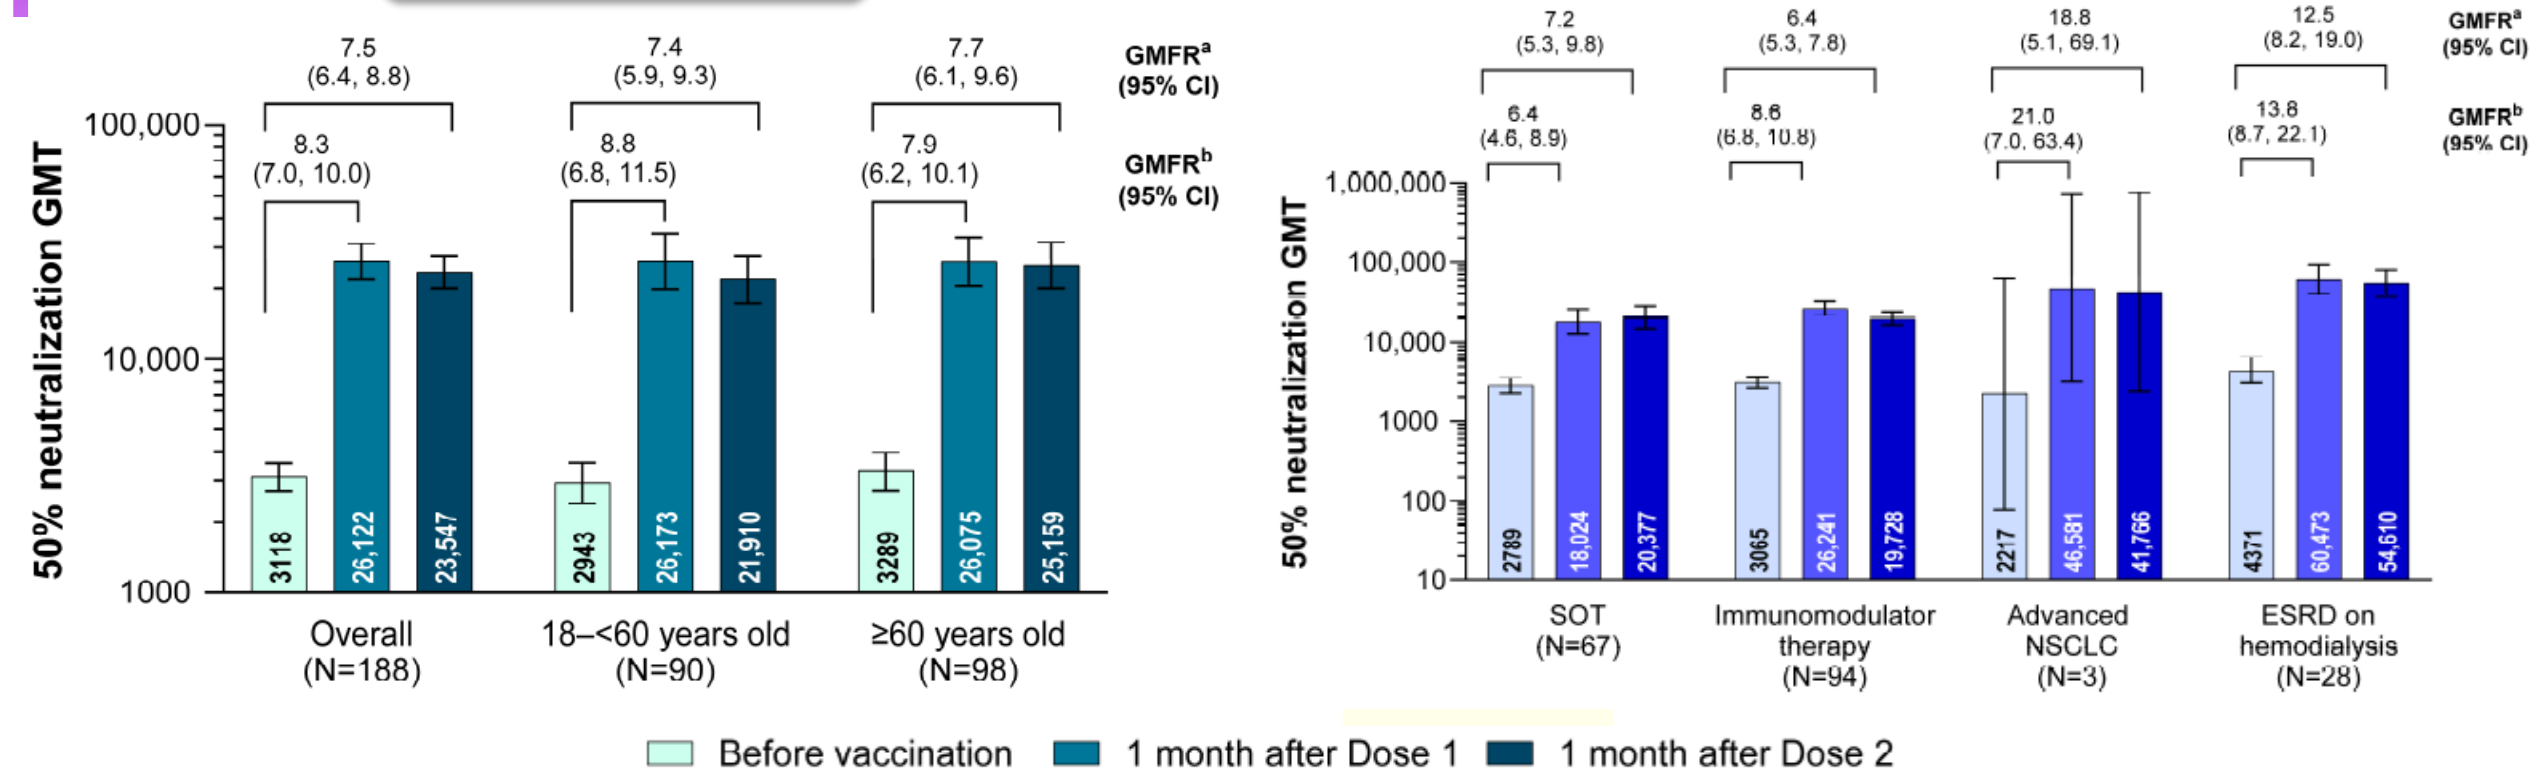 7.5
(6.4, 8.8)
7.4
(5.9, 9.3)
7.7
(6.1, 9.6)
GMFRᵃ
(95% CI)
8.3
(7.0, 10.0)
8.8
(6.8, 11.5)
7.9
(6.2, 10.1)
GMFRᵇ
(95% CI)
50% neutralization GMT
100,000
10,000
1000
3118
26,122
23,547
2943
26,173
21,910
3289
26,075
25,159
Overall
(N=188)
18–<60 years old
(N=90)
≥60 years old
(N=98)
7.2
(5.3, 9.8)
6.4
(5.3, 7.8)
18.8
(5.1, 69.1)
12.5
(8.2, 19.0)
GMFRᵃ
(95% CI)
6.4
(4.6, 8.9)
8.6
(6.8, 10.8)
21.0
(7.0, 63.4)
13.8
(8.7, 22.1)
GMFRᵇ
(95% CI)
50% neutralization GMT
1,000,000
100,000
10,000
1000
100
10
2789
18,024
20,377
3065
26,241
19,728
2217
46,581
41,766
4371
60,473
54,610
SOT
(N=67)
Immunomodulator
therapy
(N=94)
Advanced
NSCLC
(N=3)
ESRD on
hemodialysis
(N=28)
Before vaccination
1 month after Dose 1
1 month after Dose 2